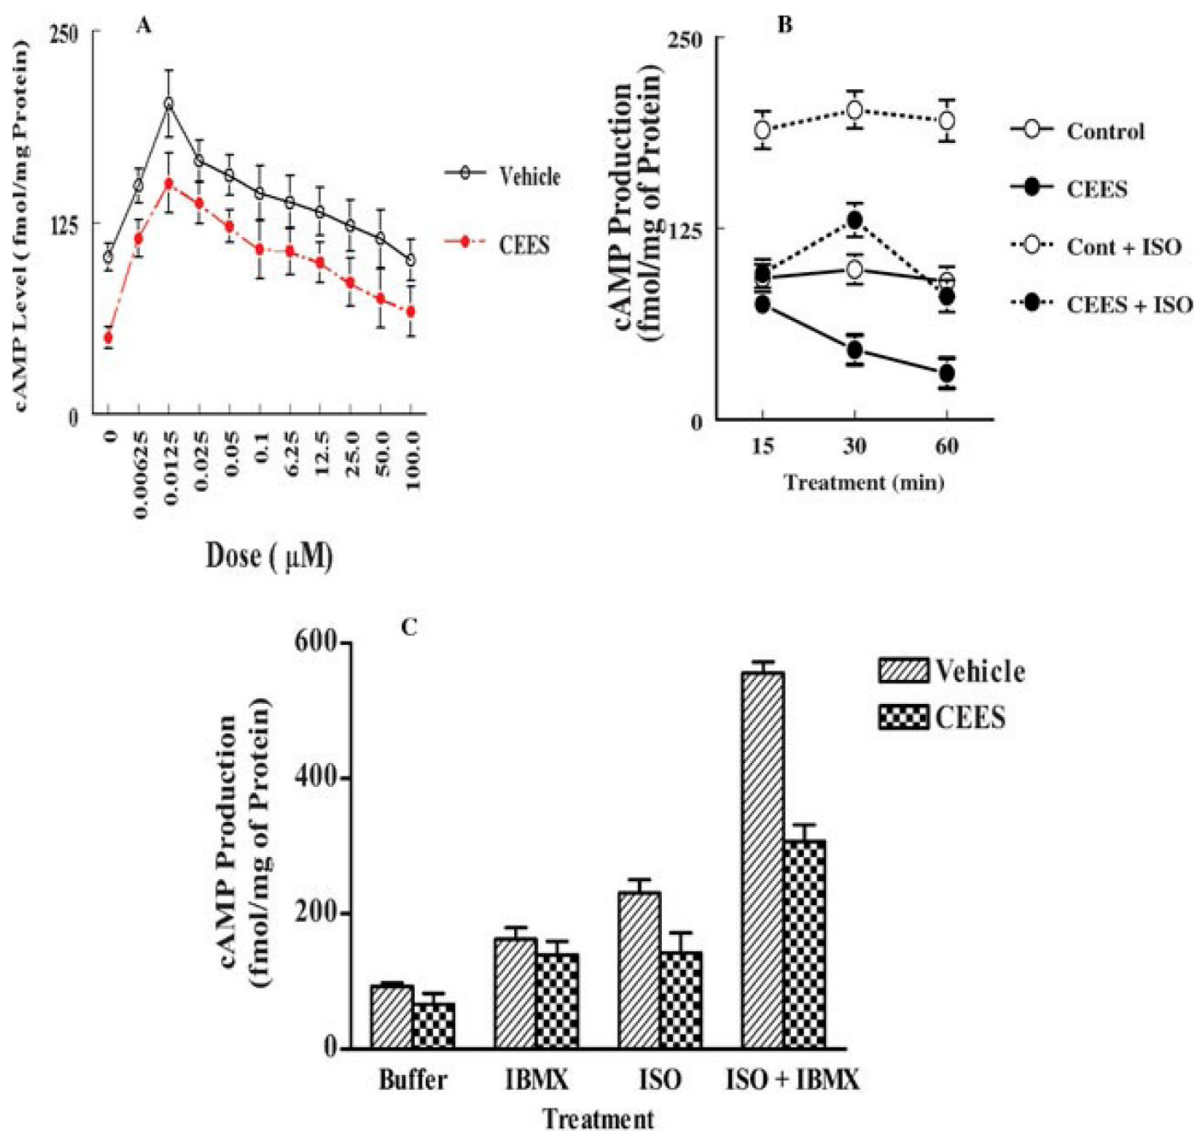 A
250
125
0
cAMP Level ( fmol/mg Protein)
Vehicle
CEES
0
0.00625
0.0125
0.025
0.05
0.1
6.25
12.5
25.0
50.0
100.0
Dose ( μM)
B
250
125
0
cAMP Production
(fmol/mg of Protein)
Control
CEES
Cont + ISO
CEES + ISO
15 30 60
Treatment (min)
C
600
400
200
0
cAMP Production
(fmol/mg of Protein)
Vehicle
CEES
Buffer IBMX ISO ISO + IBMX
Treatment